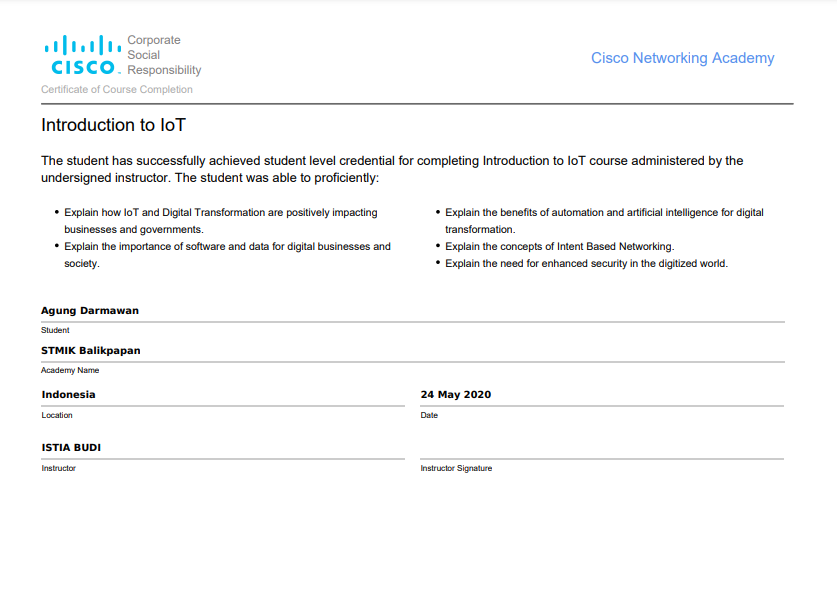 Corporate
Social
CISCO Responsibility
Cisco Networking Academy
Certificate of Course Completion
Introduction to IoT
The student has successfully achieved student level credential for completing Introduction to IoT course administered by the
undersigned instructor. The student was able to proficiently:
• Explain how IoT and Digital Transformation are positively impacting
businesses and governments.
• Explain the importance of software and data for digital businesses and
society.
• Explain the benefits of automation and artificial intelligence for digital
transformation.
• Explain the concepts of Intent Based Networking.
• Explain the need for enhanced security in the digitized world.
Agung Darmawan
Student
STMIK Balikpapan
Academy Name
Indonesia
Location
24 May 2020
Date
ISTIA BUDI
Instructor
Instructor Signature